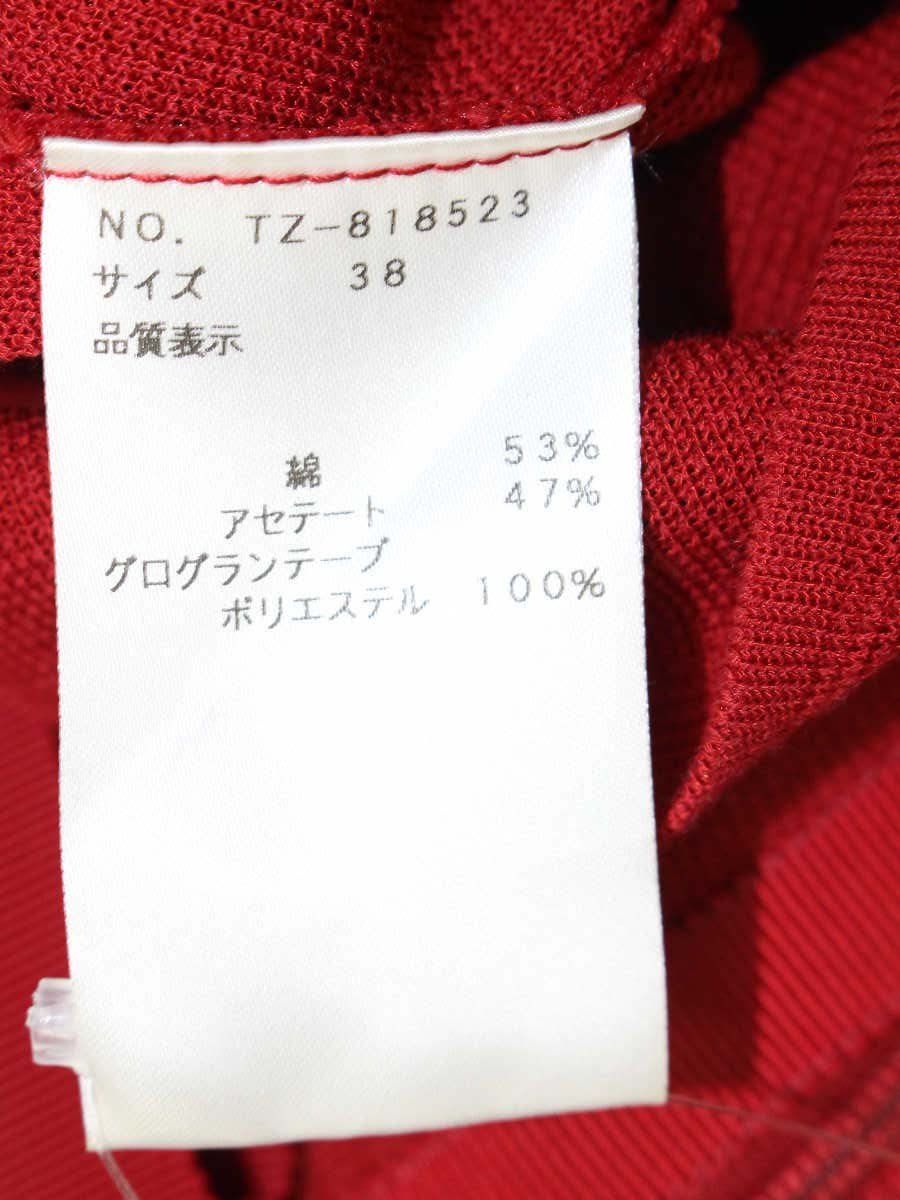 NO. TZ-818523
サイズ 38
品質表示
綿 53%
アセテート 47%
グログランテープ
ポリエステル 100%